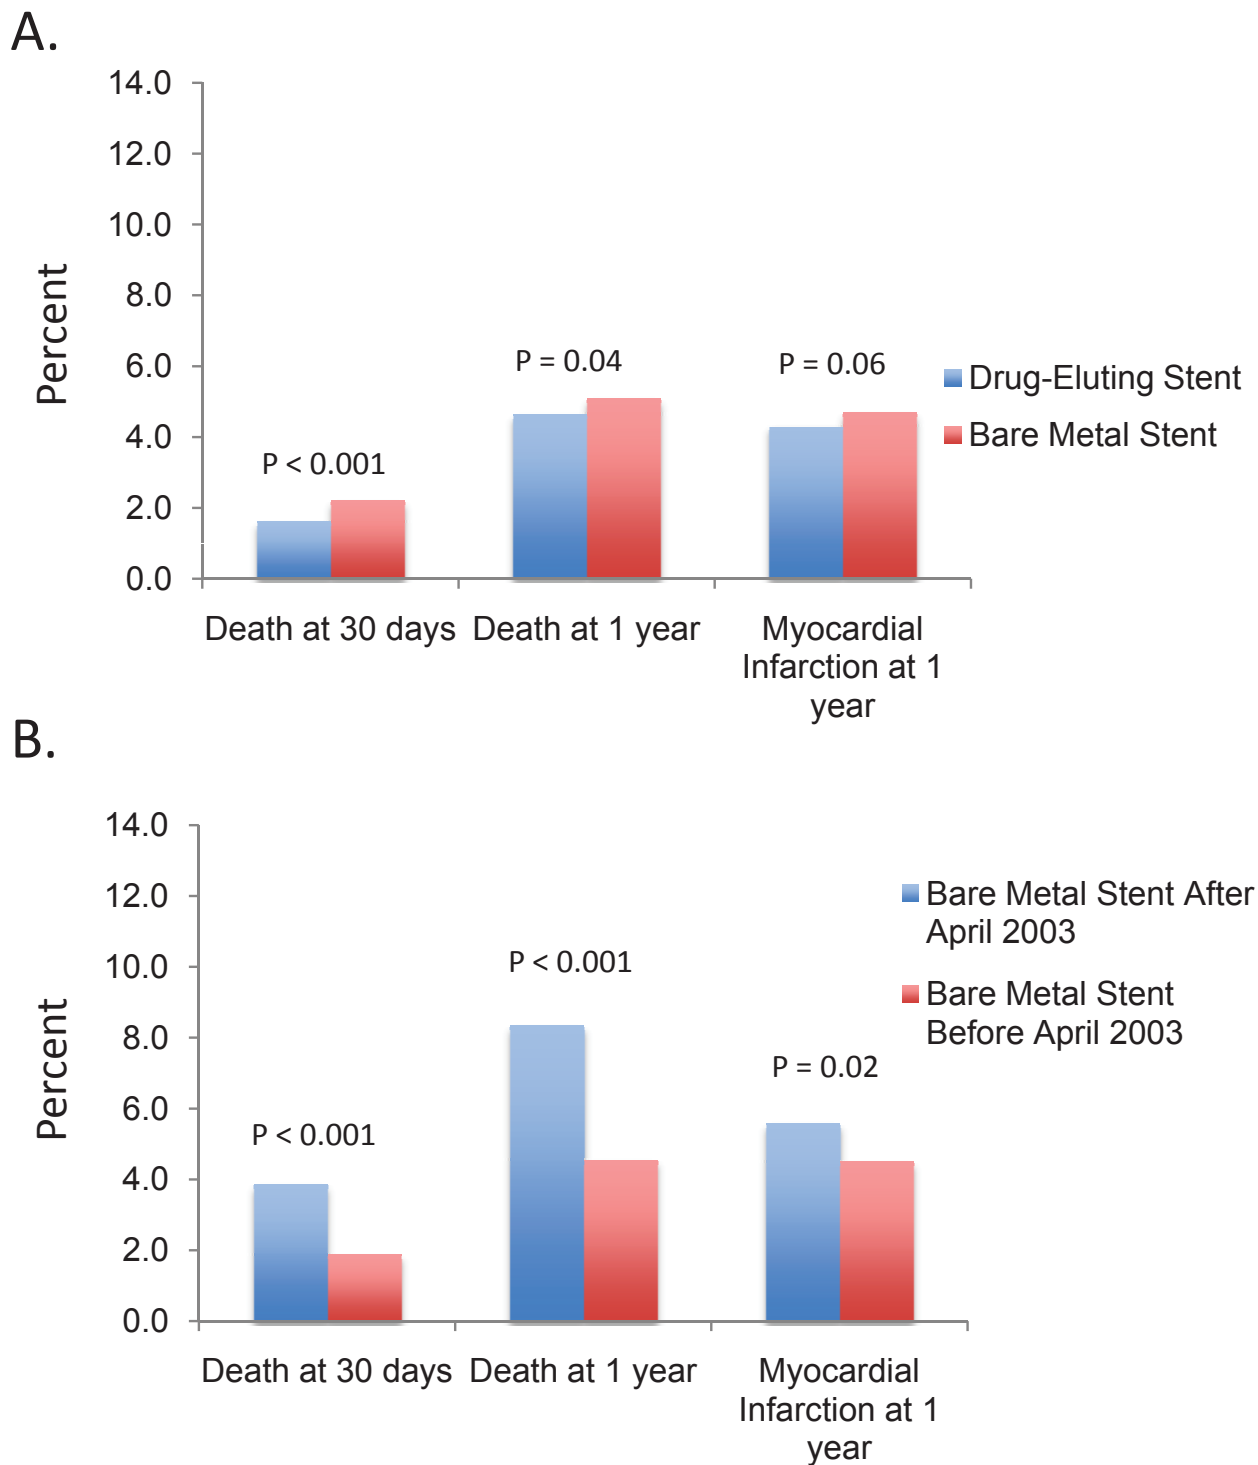 A.
14.0
12.0
10.0
8.0
6.0
4.0
2.0
0.0
Percent
P < 0.001
P = 0.04
P = 0.06
Drug-Eluting Stent
Bare Metal Stent
Death at 30 days
Death at 1 year
Myocardial
Infarction at 1
year
B.
14.0
12.0
10.0
8.0
6.0
4.0
2.0
0.0
Percent
P < 0.001
P < 0.001
P = 0.02
Bare Metal Stent After
April 2003
Bare Metal Stent
Before April 2003
Death at 30 days
Death at 1 year
Myocardial
Infarction at 1
year